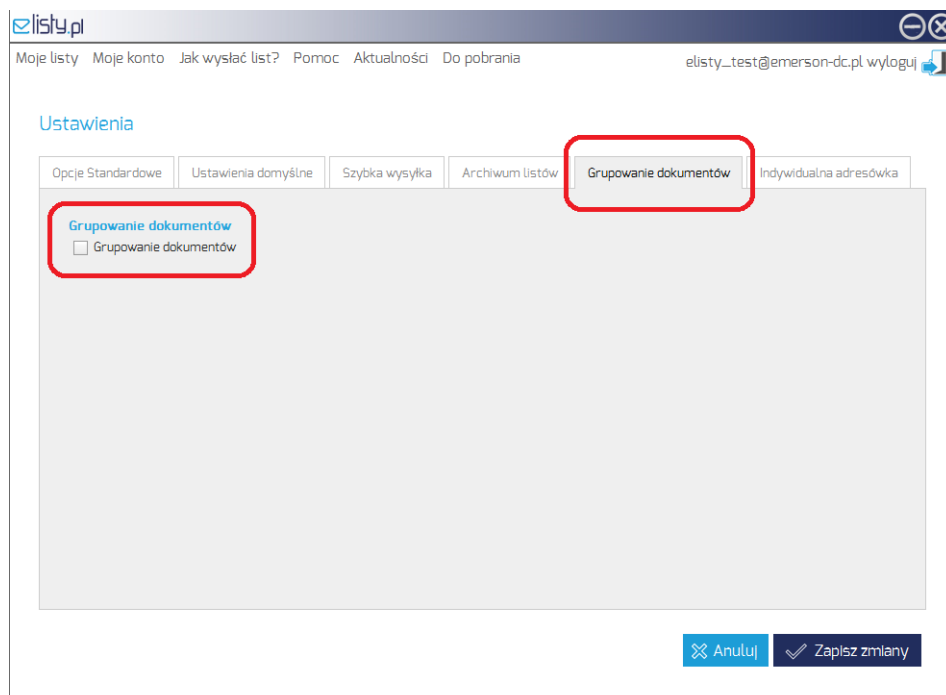 elisty.pl
Moje listy Moje konto Jak wysłać list? Pomoc Aktualności Do pobrania elisty_test@emerson-dc.pl wyloguj
Ustawienia
Opcje Standardowe Ustawienia domyślne Szybka wysyłka Archiwum listów Grupowanie dokumentów Indywidualna adresówka
Grupowanie dokumentów
Grupowanie dokumentów
Anuluj Zapisz zmiany